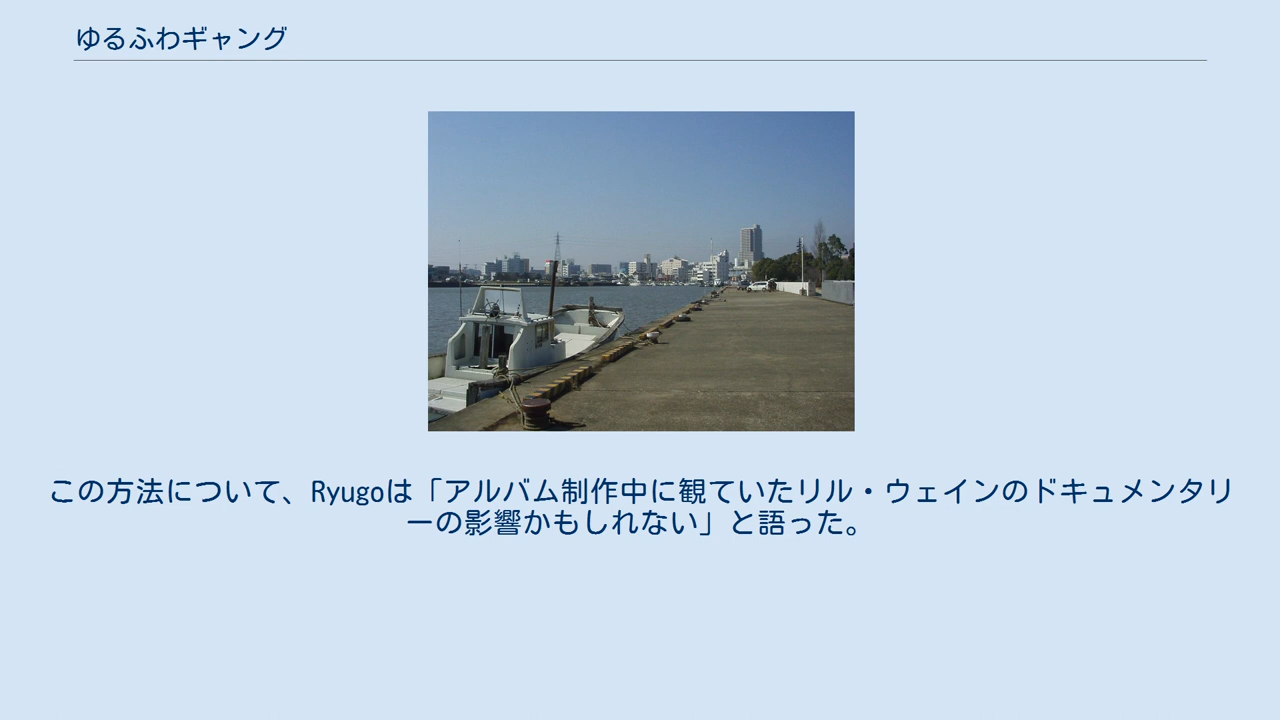 ゆるふわギャング
この方法について、Ryugoは「アルバム制作中に観ていたリル・ウェインのドキュメンタリ
ーの影響かもしれない」と語った。